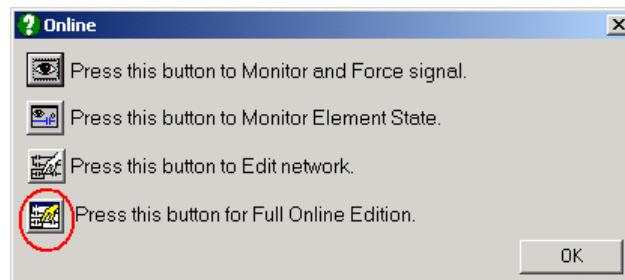 Online
Press this button to Monitor and Force signal.
Press this button to Monitor Element State.
Press this button to Edit network.
Press this button for Full Online Edition.
OK